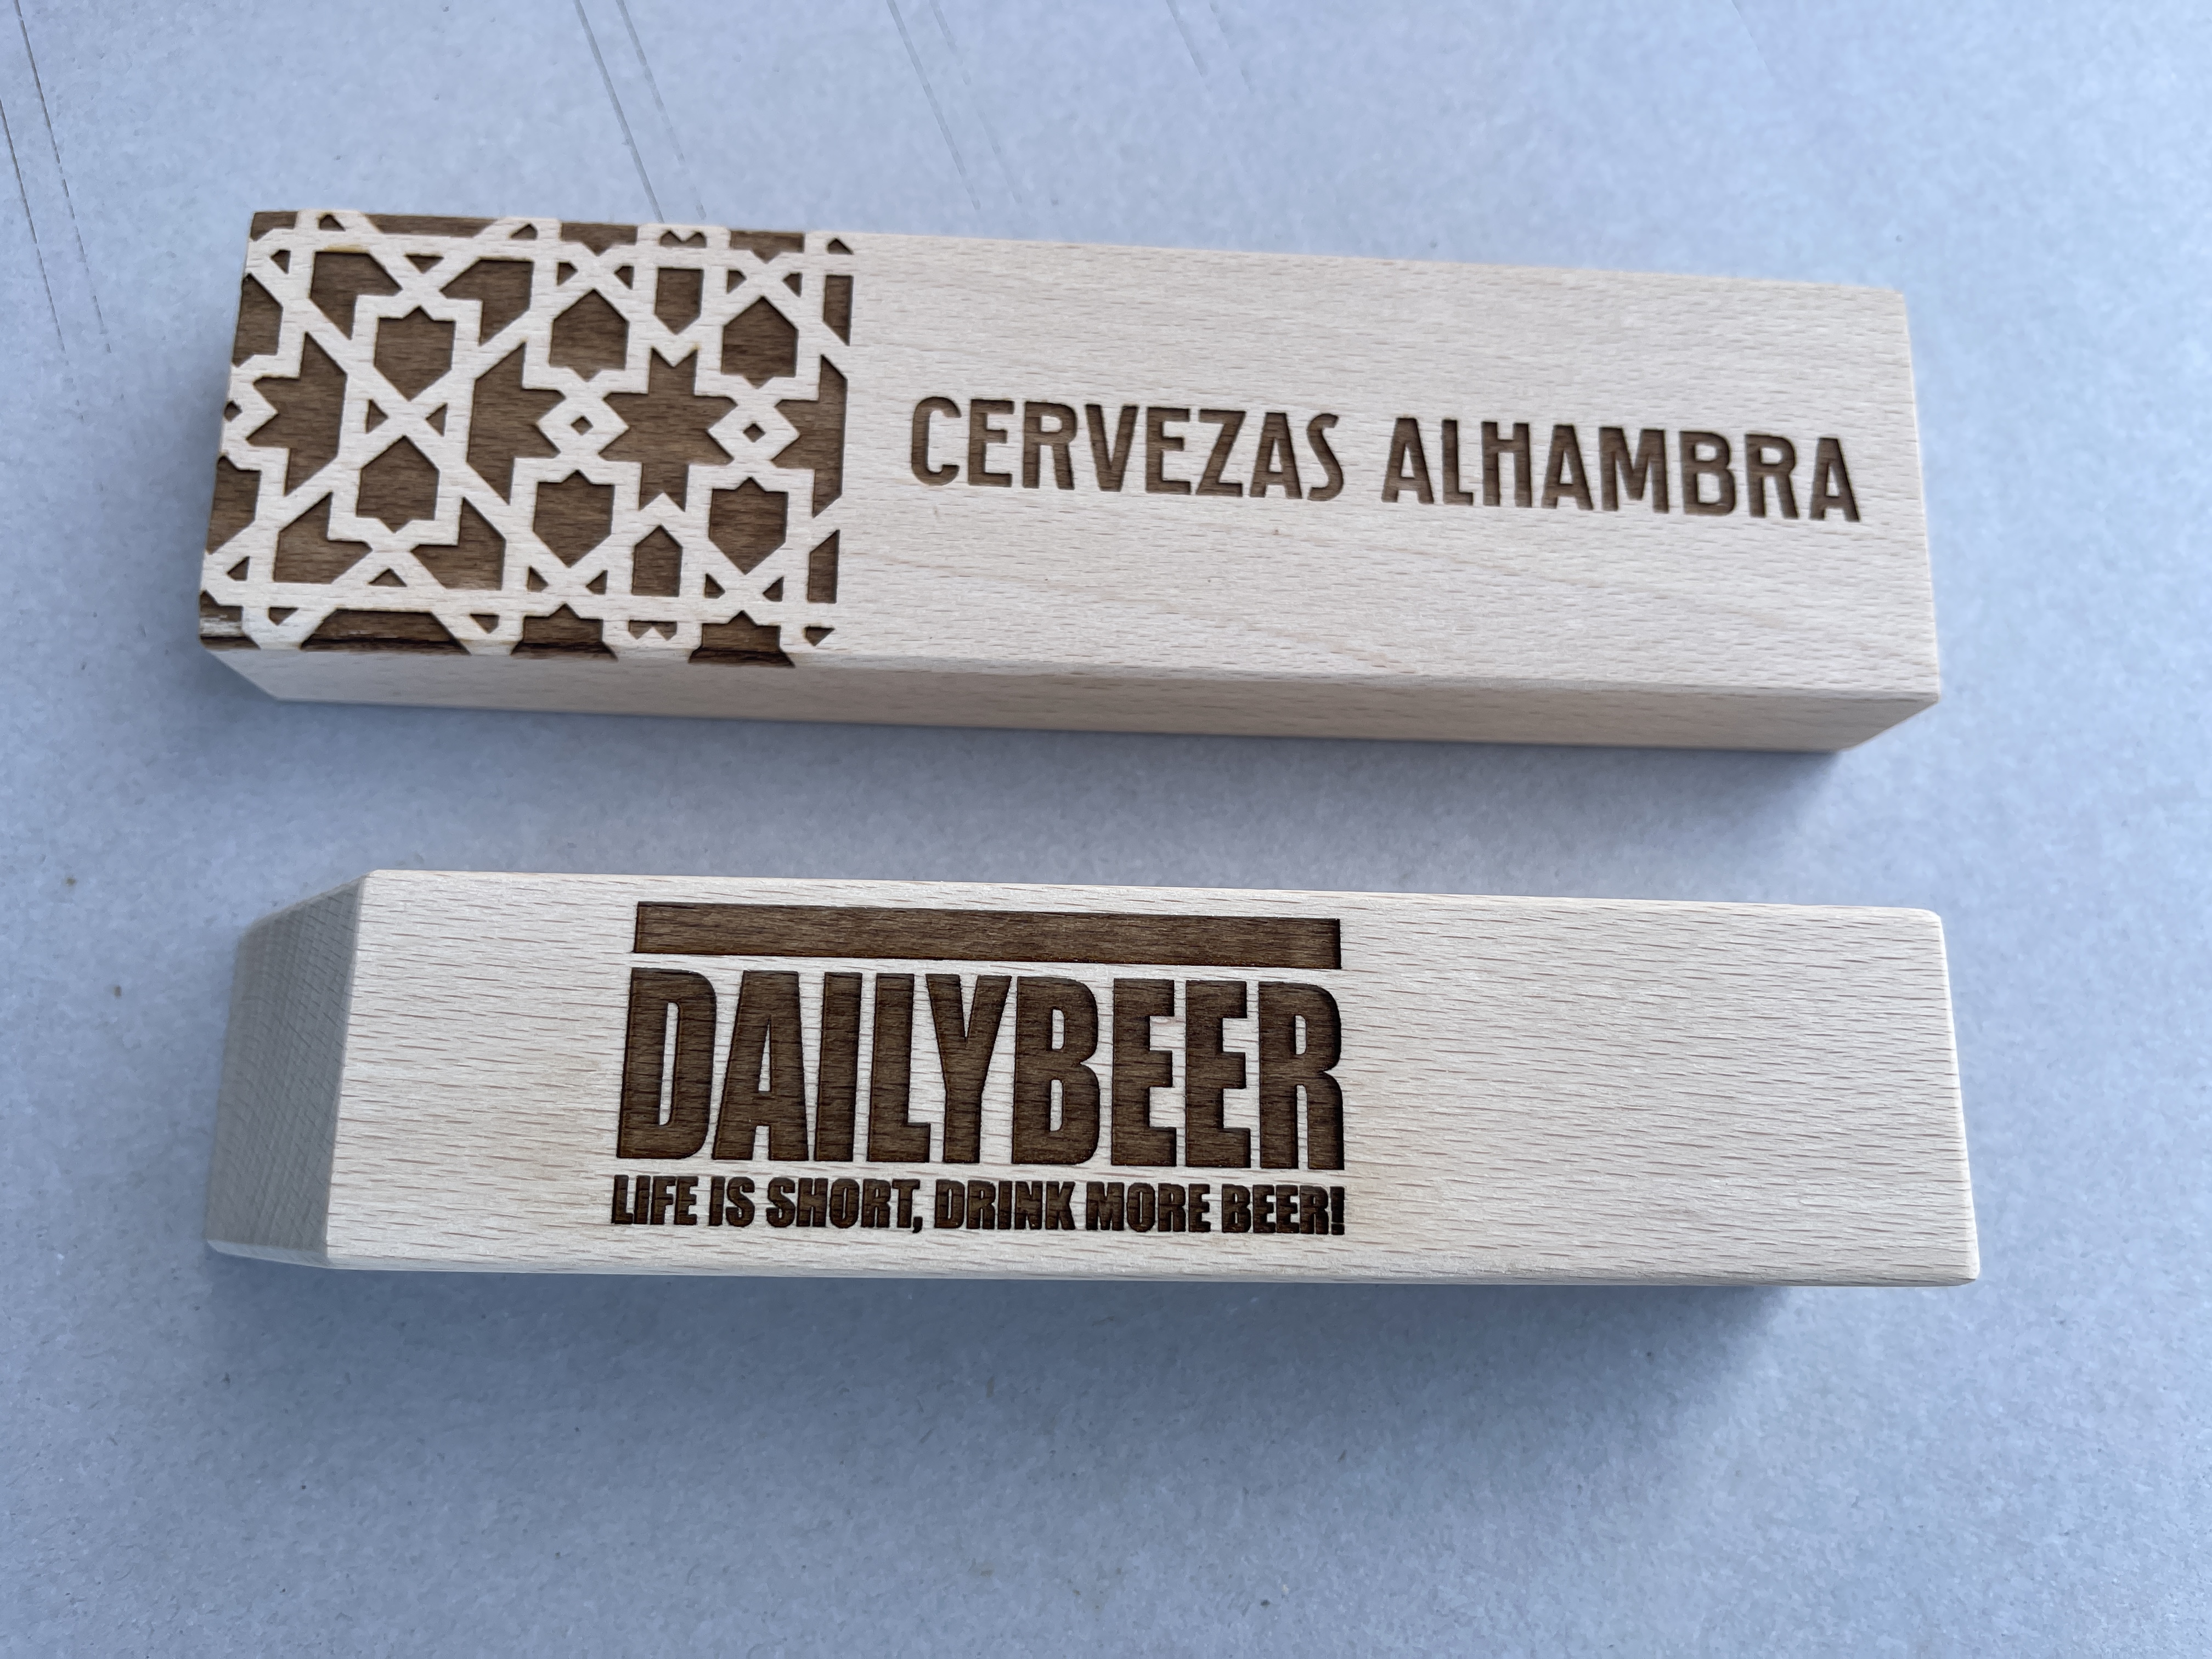 CERVEZAS ALHAMBRA
DAILYBEER
LIFE IS SHORT, DRINK MORE BEER!